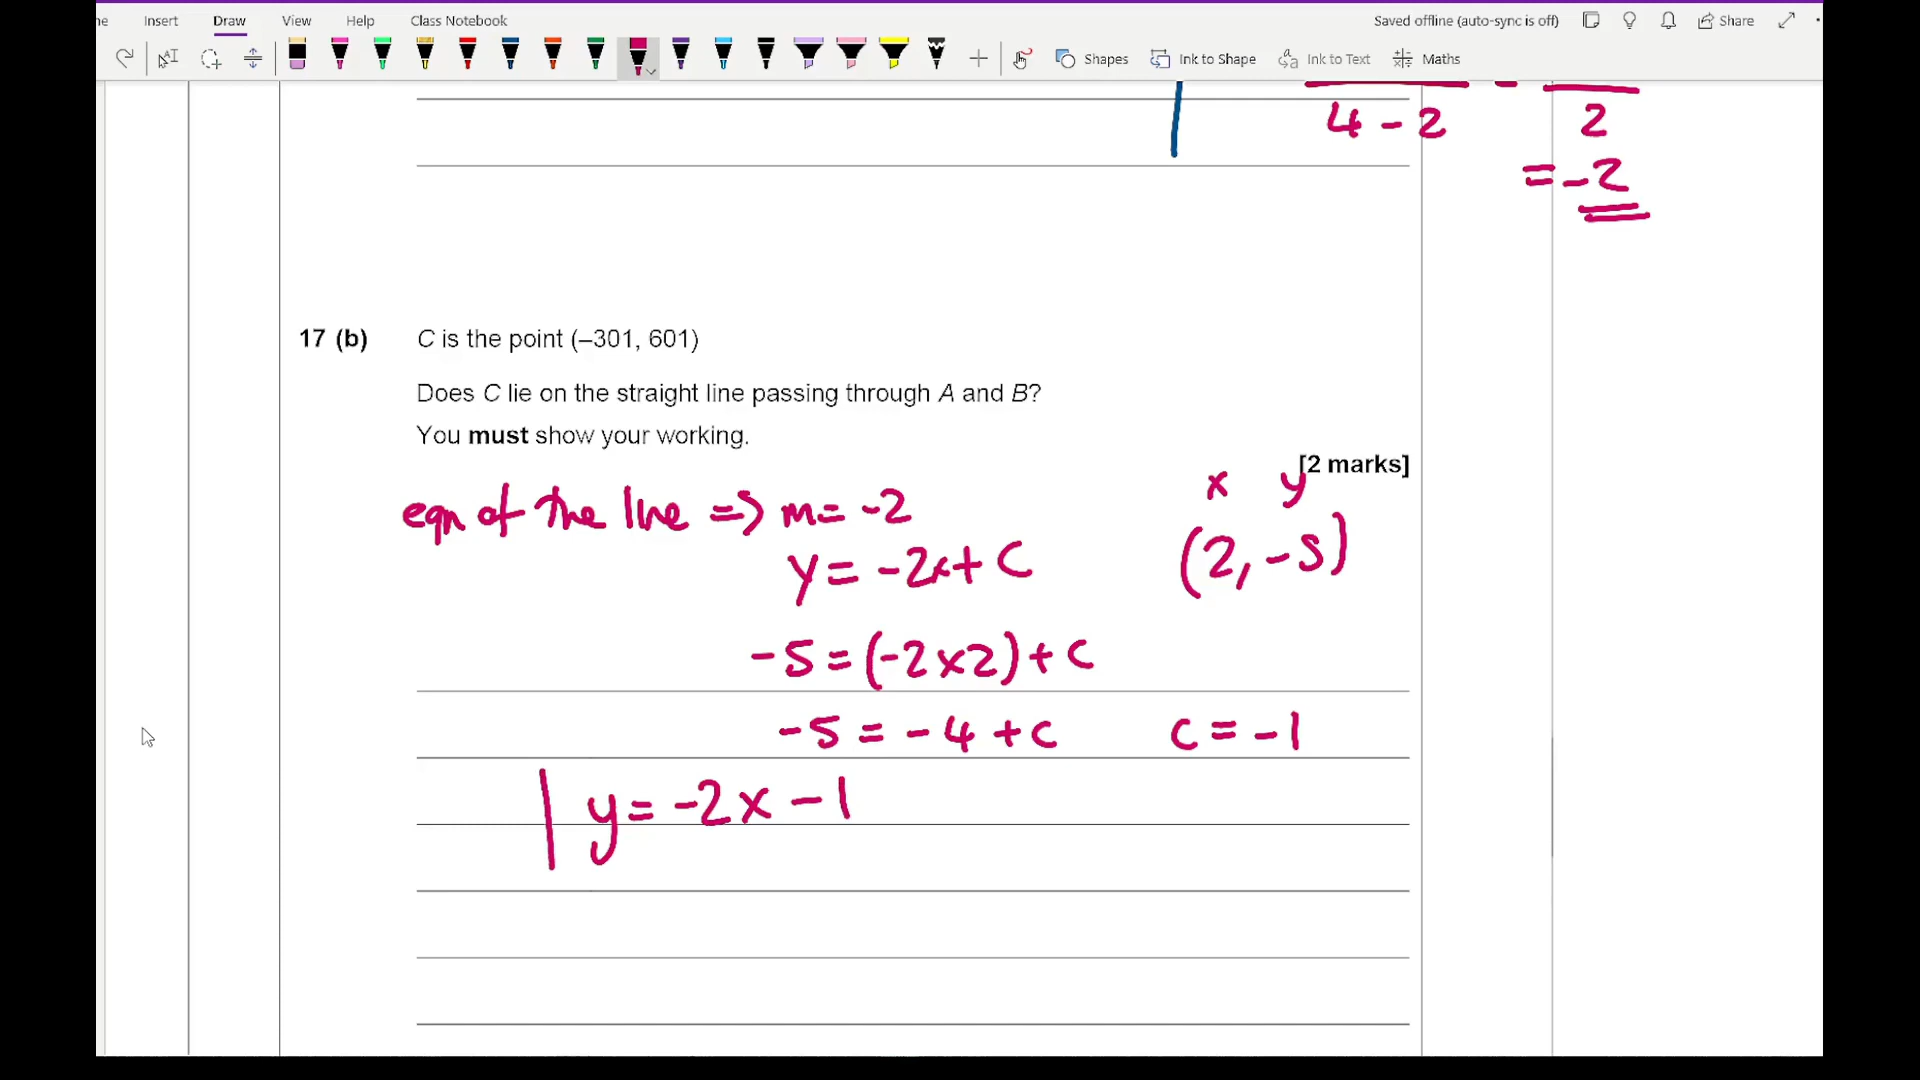 Insert Draw View Help Class Notebook Saved offline (auto-sync is off) Share
Shapes Ink to Shape Ink to Text Maths
4 - 2 2
= -2
17 (b) C is the point (–301, 601)
Does C lie on the straight line passing through A and B?
You must show your working.
[2 marks]
x y
eqn of the line => m = -2
y = -2x + C (2, -5)
-5 = (-2x2) + c
-5 = -4 + c c = -1
y = -2x - 1